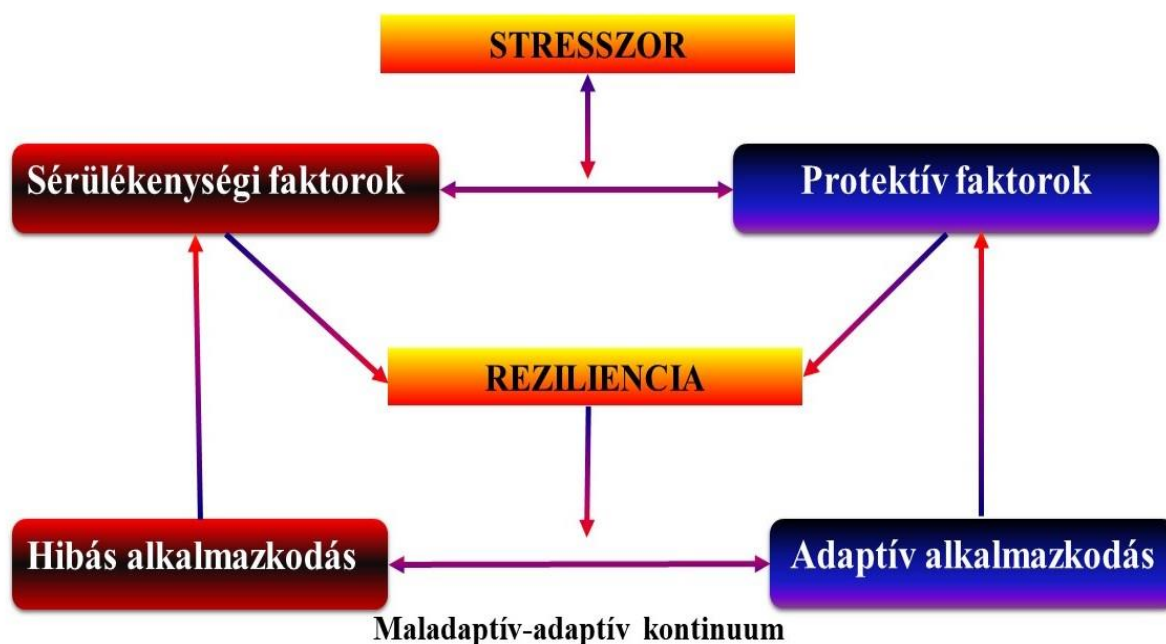 STRESSZOR
Sérülékenységi faktorok
Protektív faktorok
REZILIENCIA
Hibás alkalmazkodás
Adaptív alkalmazkodás
Maladaptív-adaptív kontinuum